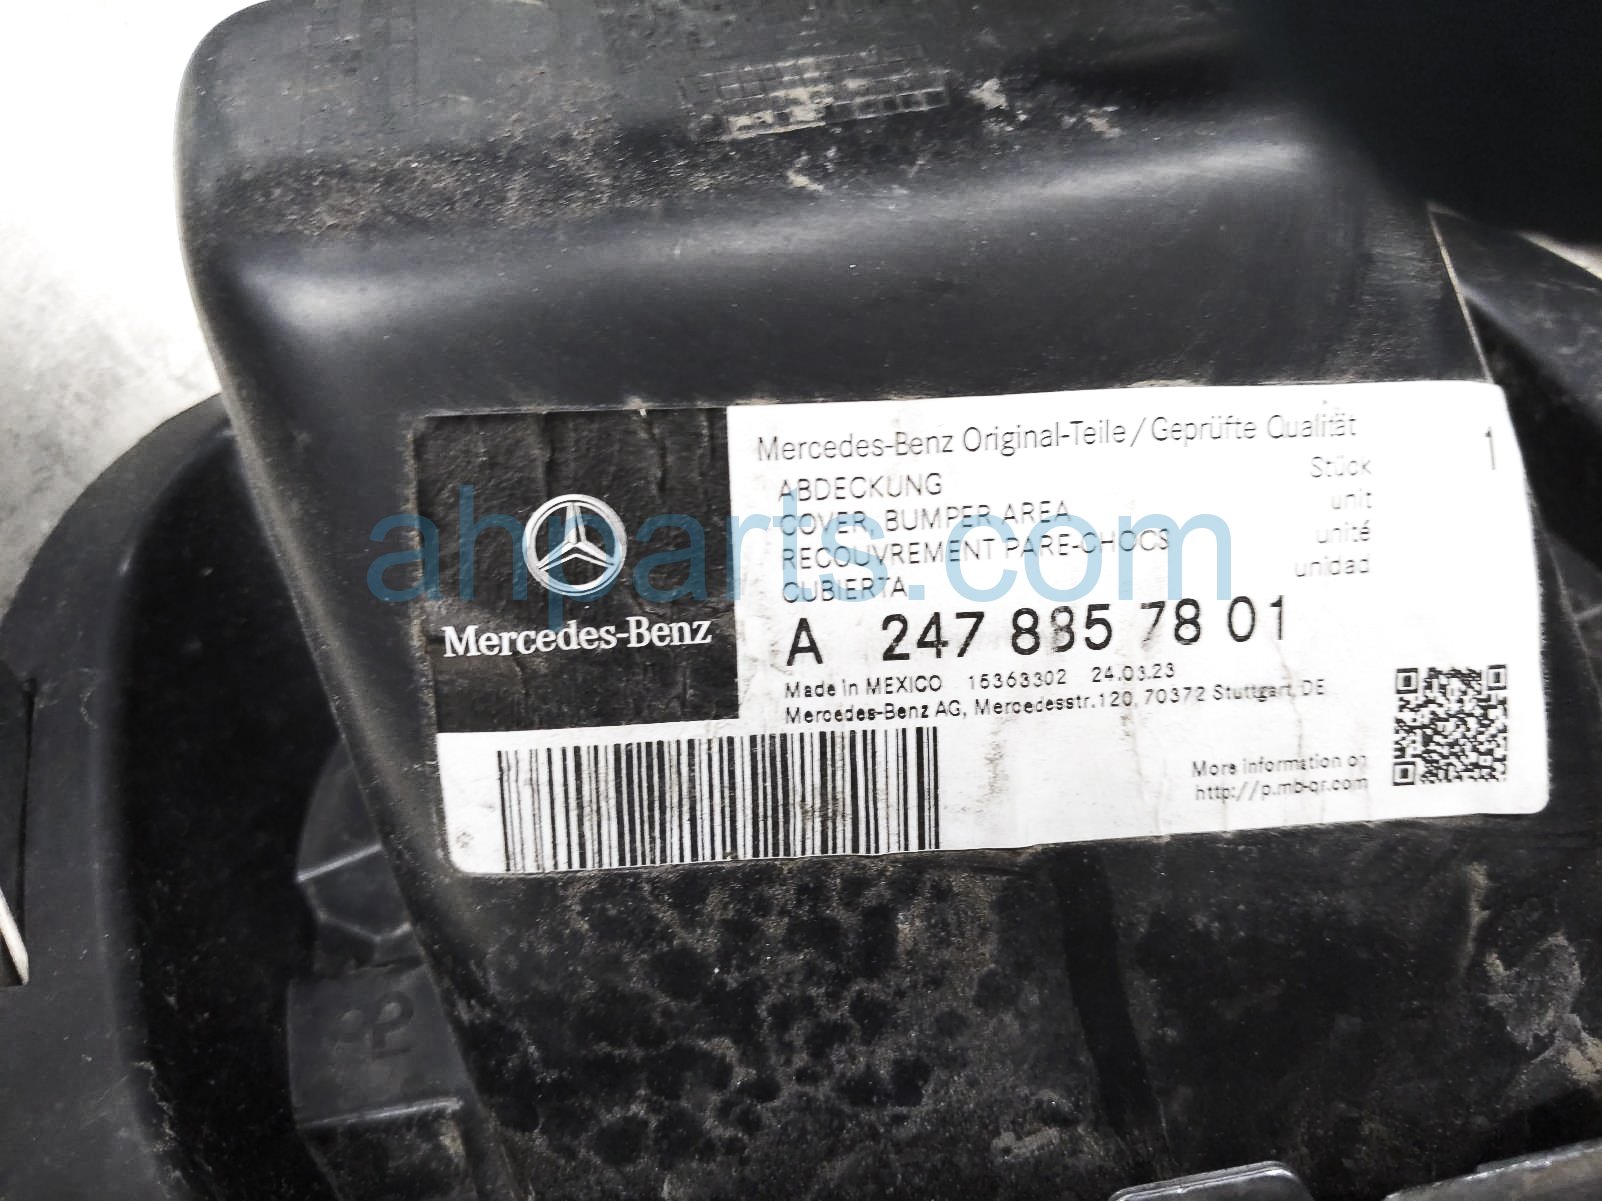 Mercedes-Benz Original-Teile / Geprüfte Qualität
ABDECKUNG Stück 1
COVER, BUMPER AREA unit
RECOUVREMENT PARE-CHOCS unité
CUBIERTA unidad
A 247 885 78 01
Made in MEXICO 15363302 24.03.23
Mercedes-Benz AG, Mercedesstr.120, 70372 Stuttgart, DE
More information on
http://p.mb-qr.com
Mercedes-Benz
ahparts.com